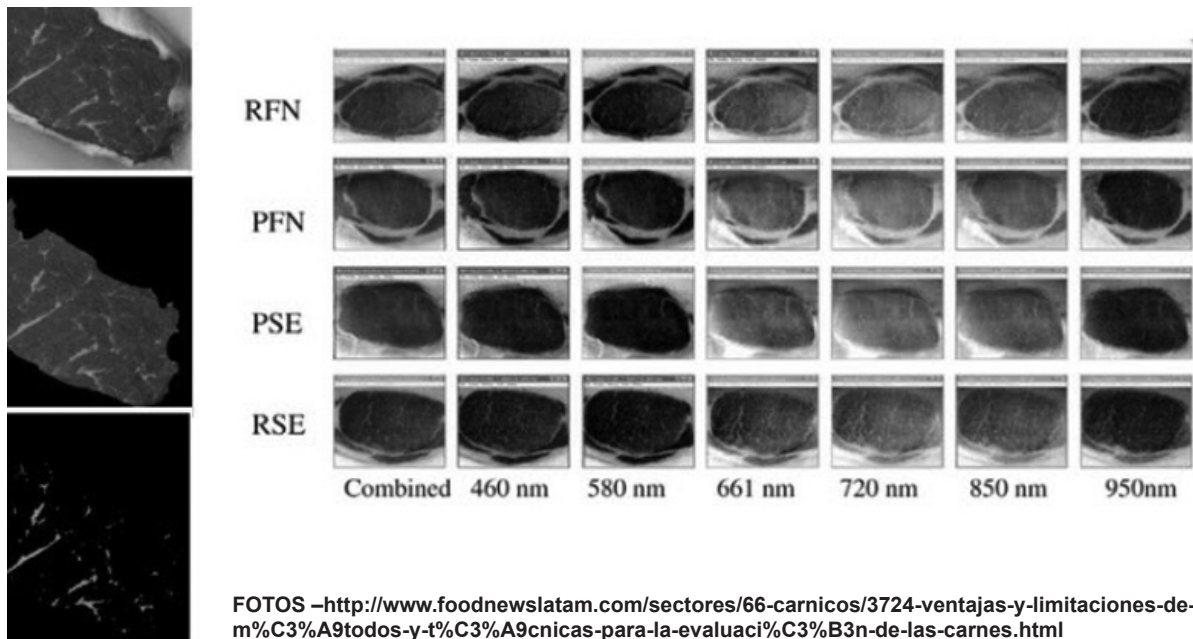 RFN
PFN
PSE
RSE
Combined 460 nm 580 nm 661 nm 720 nm 850 nm 950nm
FOTOS –http://www.foodnewslatam.com/sectores/66-carnicos/3724-ventajas-y-limitaciones-de-
m%C3%A9todos-y-t%C3%A9cnicas-para-la-evaluaci%C3%B3n-de-las-carnes.html